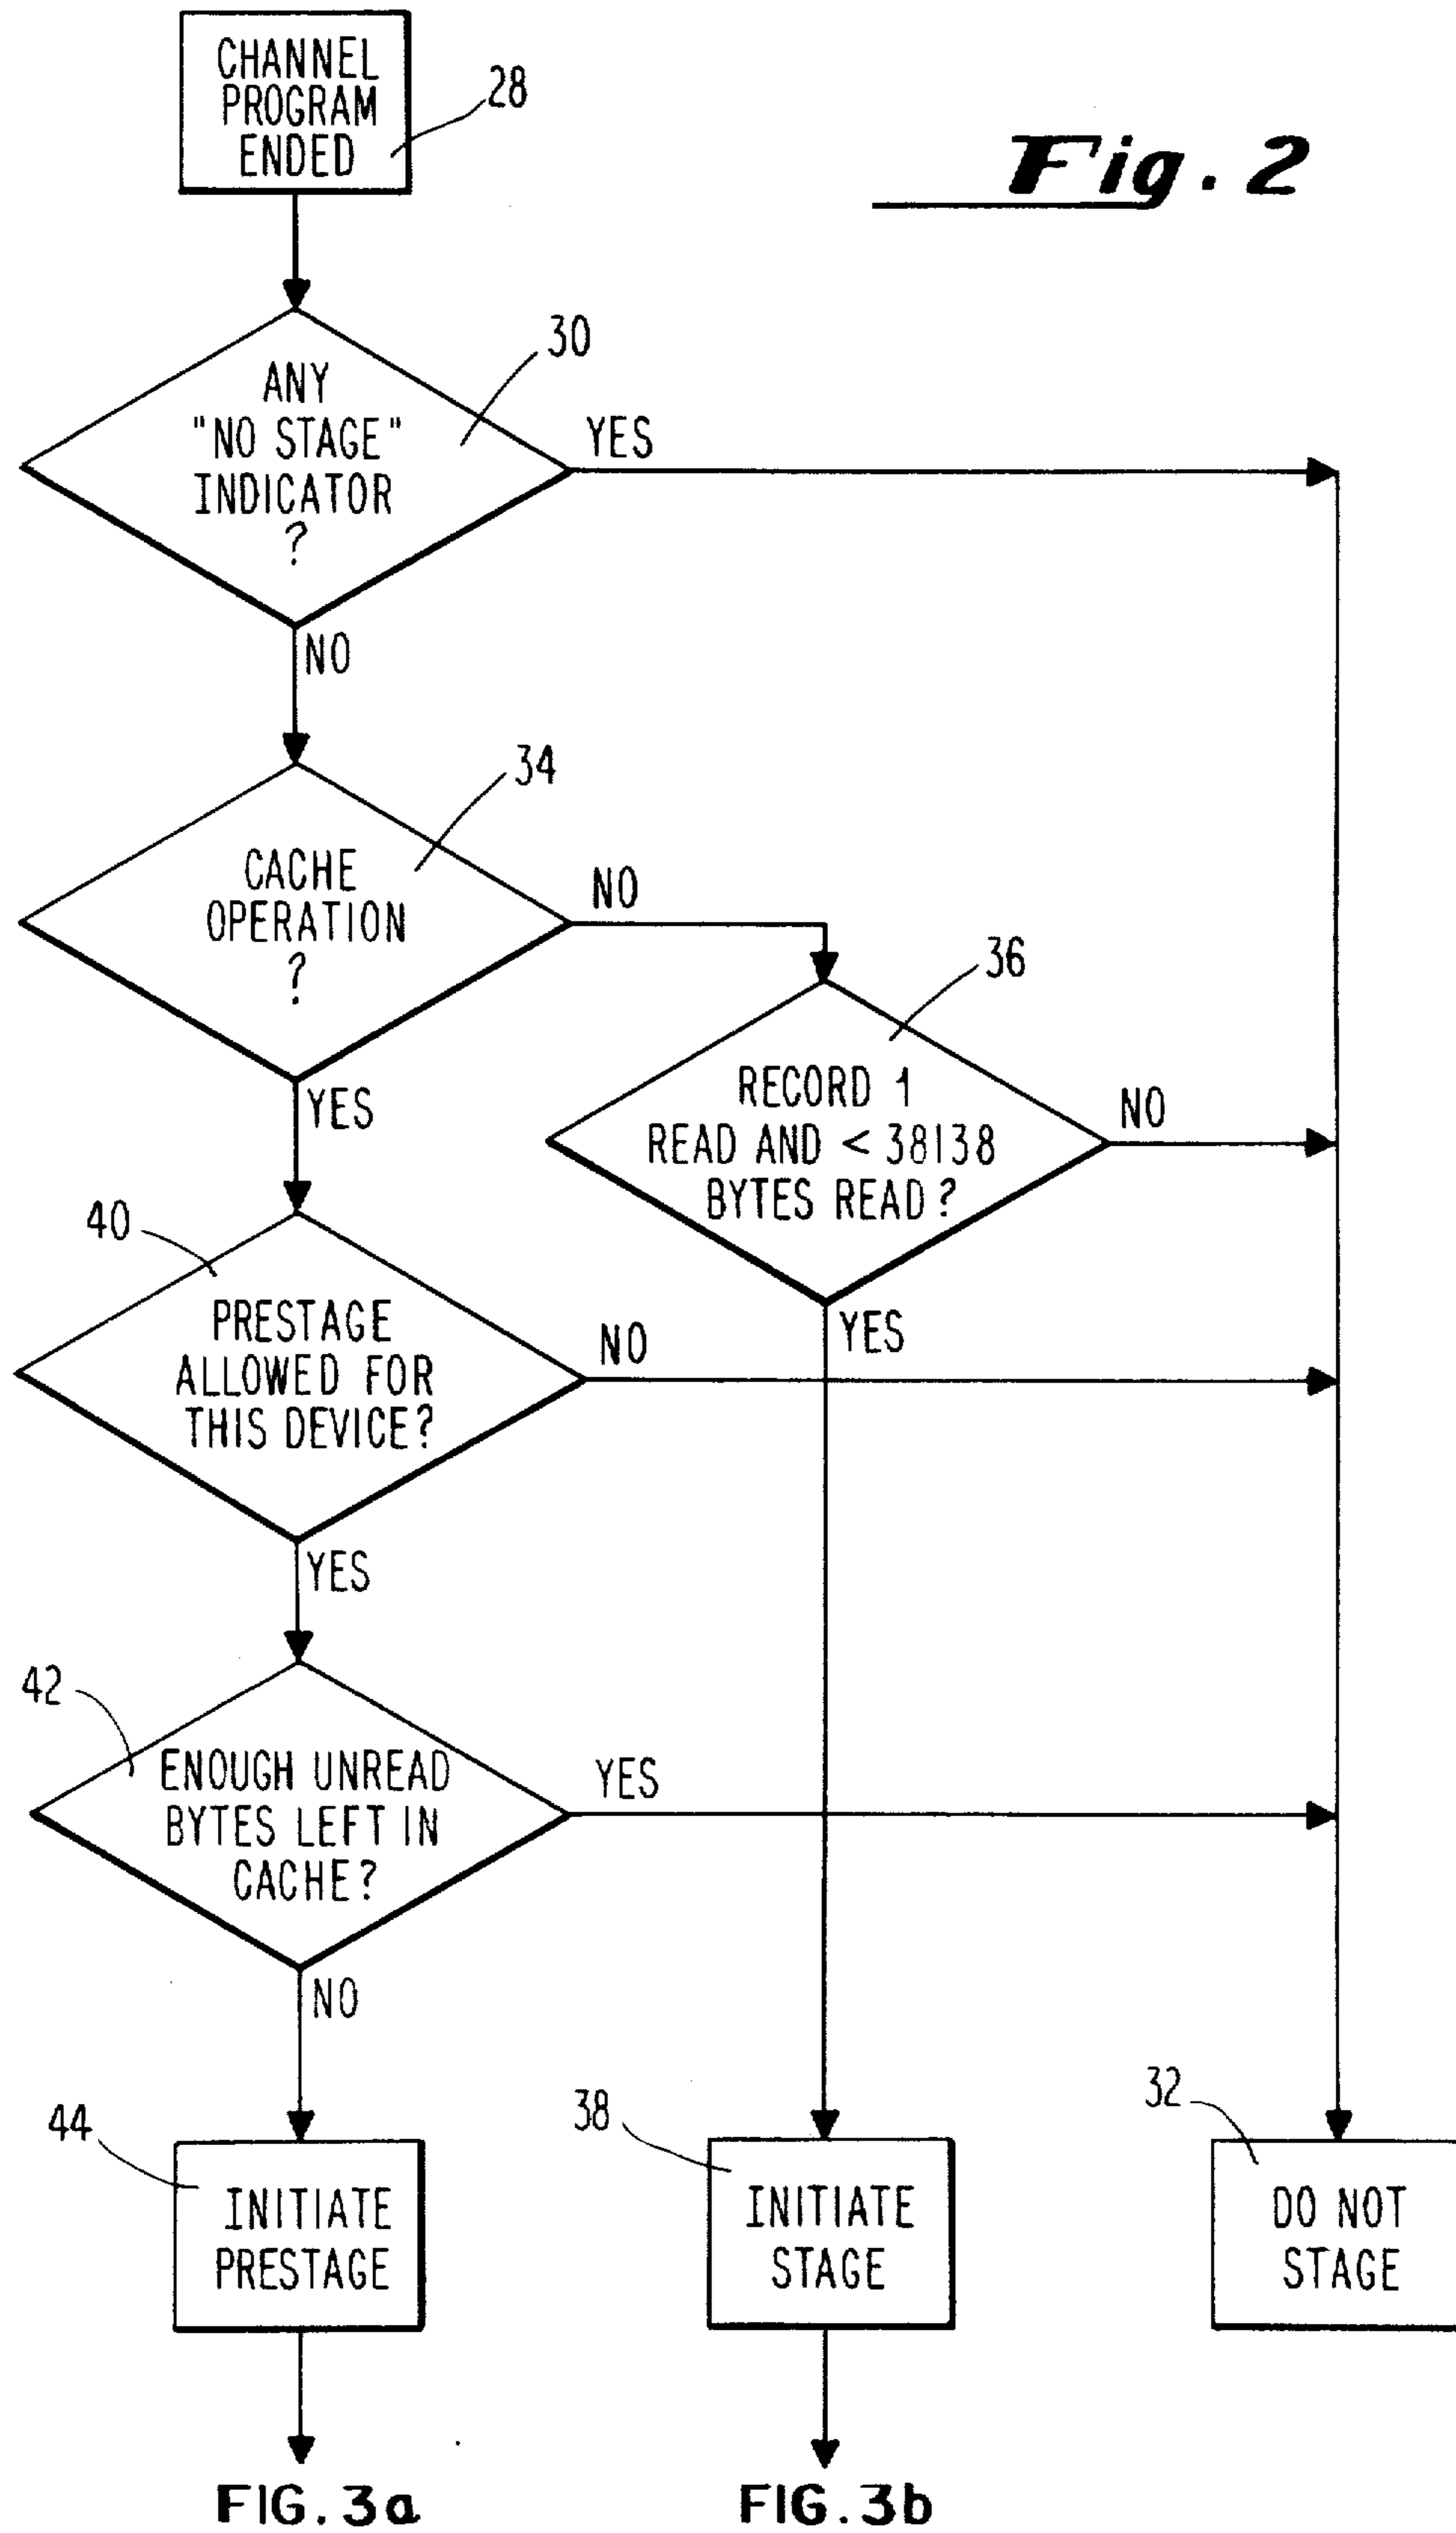 CHANNEL
PROGRAM
ENDED
28
Fig. 2
30
ANY
"NO STAGE"
INDICATOR
?
YES
NO
34
CACHE
OPERATION
?
NO
YES
36
RECORD 1
READ AND < 38138
BYTES READ?
NO
YES
40
PRESTAGE
ALLOWED FOR
THIS DEVICE?
NO
YES
42
ENOUGH UNREAD
BYTES LEFT IN
CACHE?
YES
NO
44
INITIATE
PRESTAGE
38
INITIATE
STAGE
32
DO NOT
STAGE
FIG. 3a
FIG. 3b